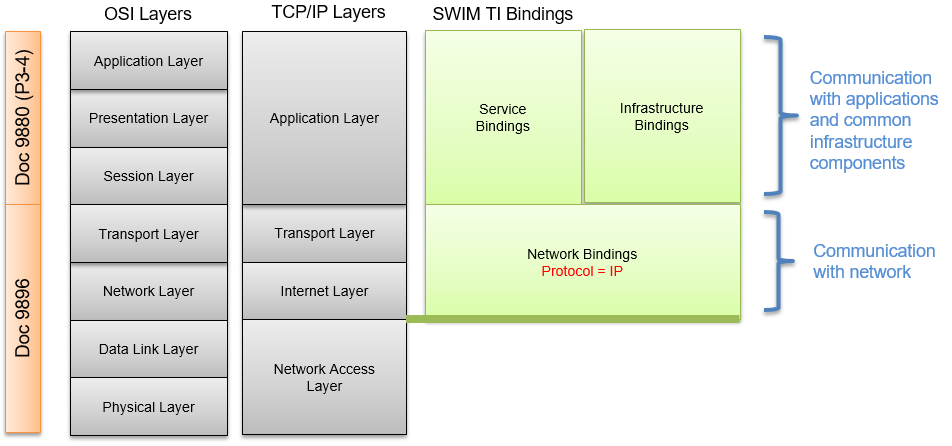 OSI Layers
TCP/IP Layers
SWIM TI Bindings
Doc 9880 (P3-4)
Doc 9896
Application Layer
Presentation Layer
Session Layer
Transport Layer
Network Layer
Data Link Layer
Physical Layer
Application Layer
Transport Layer
Internet Layer
Network Access
Layer
Service
Bindings
Infrastructure
Bindings
Network Bindings
Protocol = IP
Communication
with applications
and common
infrastructure
components
Communication
with network